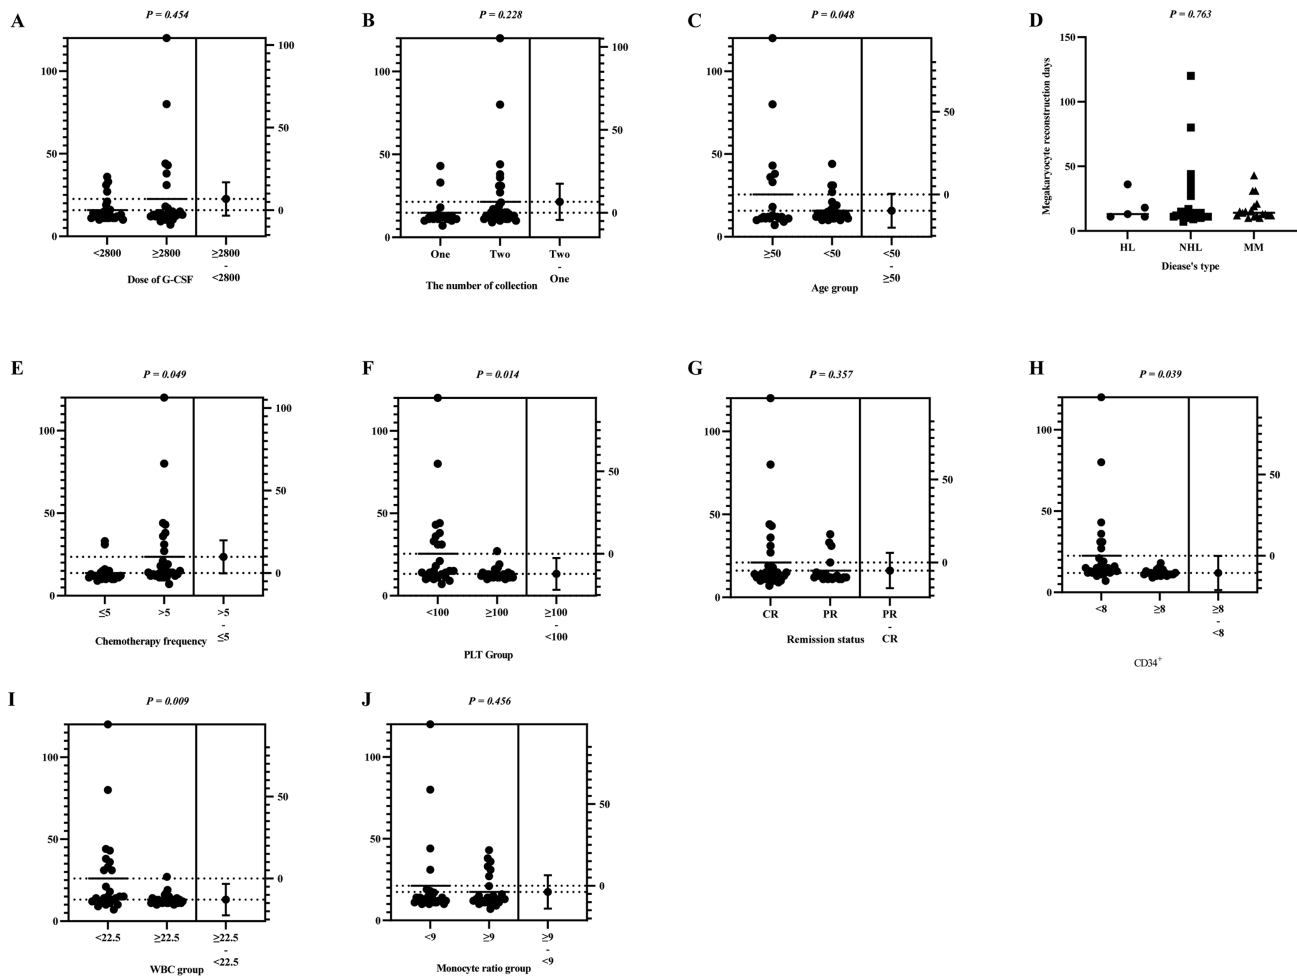 A
P = 0.454
100
50
0
100
50
0
<2800
≥2800
≥2800
-
<2800
Dose of G-CSF
B
P = 0.228
100
50
0
100
50
0
One
Two
Two
-
One
The number of collection
C
P = 0.048
100
50
0
50
0
≥50
<50
<50
-
≥50
Age group
D
P = 0.763
Megakaryocyte reconstruction days
150
100
50
0
HL
NHL
MM
Diease's type
E
P = 0.049
100
50
0
100
50
0
≤5
>5
>5
-
≤5
Chemotherapy frequency
F
P = 0.014
100
50
0
50
0
<100
≥100
≥100
-
<100
PLT Group
G
P = 0.357
100
50
0
50
0
CR
PR
PR
-
CR
Remission status
H
P = 0.039
100
50
0
50
0
<8
≥8
≥8
-
<8
CD34+
I
P = 0.009
100
50
0
50
0
<22.5
≥22.5
≥22.5
-
<22.5
WBC group
J
P = 0.456
100
50
0
50
0
<9
≥9
≥9
-
<9
Monocyte ratio group